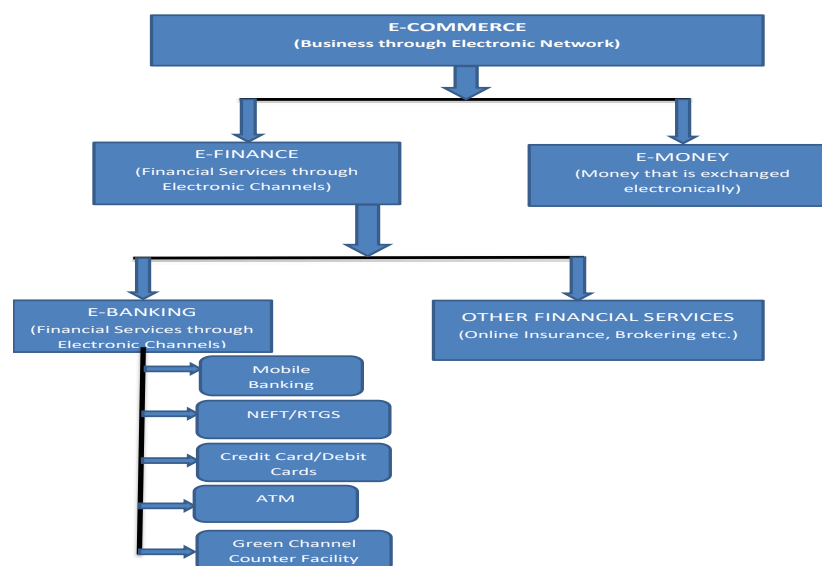 E-COMMERCE
(Business through Electronic Network)
E-FINANCE
(Financial Services through
Electronic Channels)
E-MONEY
(Money that is exchanged
electronically)
E-BANKING
(Financial Services through
Electronic Channels)
OTHER FINANCIAL SERVICES
(Online Insurance, Brokering etc.)
Mobile
Banking
NEFT/RTGS
Credit Card/Debit
Cards
ATM
Green Channel
Counter Facility